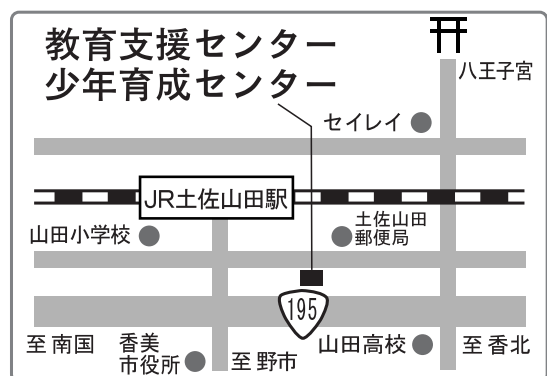 教育支援センター
少年育成センター
八王子宮
セイレイ
JR土佐山田駅
山田小学校
土佐山田
郵便局
195
至 南国
香美
市役所
至 野市
山田高校
至 香北